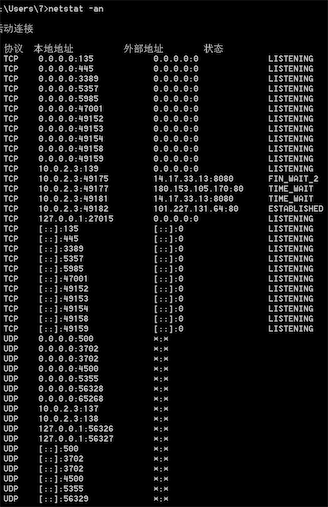 :\Users\7>netstat -an
活动连接
协议 本地地址 外部地址 状态
TCP 0.0.0.0:135 0.0.0.0:0 LISTENING
TCP 0.0.0.0:445 0.0.0.0:0 LISTENING
TCP 0.0.0.0:3389 0.0.0.0:0 LISTENING
TCP 0.0.0.0:5357 0.0.0.0:0 LISTENING
TCP 0.0.0.0:5985 0.0.0.0:0 LISTENING
TCP 0.0.0.0:47001 0.0.0.0:0 LISTENING
TCP 0.0.0.0:49152 0.0.0.0:0 LISTENING
TCP 0.0.0.0:49153 0.0.0.0:0 LISTENING
TCP 0.0.0.0:49154 0.0.0.0:0 LISTENING
TCP 0.0.0.0:49158 0.0.0.0:0 LISTENING
TCP 0.0.0.0:49159 0.0.0.0:0 LISTENING
TCP 10.0.2.3:139 0.0.0.0:0 LISTENING
TCP 10.0.2.3:49175 14.17.33.13:8080 FIN_WAIT_2
TCP 10.0.2.3:49177 180.153.105.170:80 TIME_WAIT
TCP 10.0.2.3:49181 14.17.33.13:8080 TIME_WAIT
TCP 10.0.2.3:49182 101.227.131.64:80 ESTABLISHED
TCP 127.0.0.1:27015 0.0.0.0:0 LISTENING
TCP [::]:135 [::]:0 LISTENING
TCP [::]:445 [::]:0 LISTENING
TCP [::]:3389 [::]:0 LISTENING
TCP [::]:5357 [::]:0 LISTENING
TCP [::]:5985 [::]:0 LISTENING
TCP [::]:47001 [::]:0 LISTENING
TCP [::]:49152 [::]:0 LISTENING
TCP [::]:49153 [::]:0 LISTENING
TCP [::]:49154 [::]:0 LISTENING
TCP [::]:49158 [::]:0 LISTENING
TCP [::]:49159 [::]:0 LISTENING
UDP 0.0.0.0:500 *:*
UDP 0.0.0.0:3702 *:*
UDP 0.0.0.0:3702 *:*
UDP 0.0.0.0:4500 *:*
UDP 0.0.0.0:5355 *:*
UDP 0.0.0.0:56328 *:*
UDP 0.0.0.0:65268 *:*
UDP 10.0.2.3:137 *:*
UDP 10.0.2.3:138 *:*
UDP 127.0.0.1:56326 *:*
UDP 127.0.0.1:56327 *:*
UDP [::]:500 *:*
UDP [::]:3702 *:*
UDP [::]:3702 *:*
UDP [::]:4500 *:*
UDP [::]:5355 *:*
UDP [::]:56329 *:*